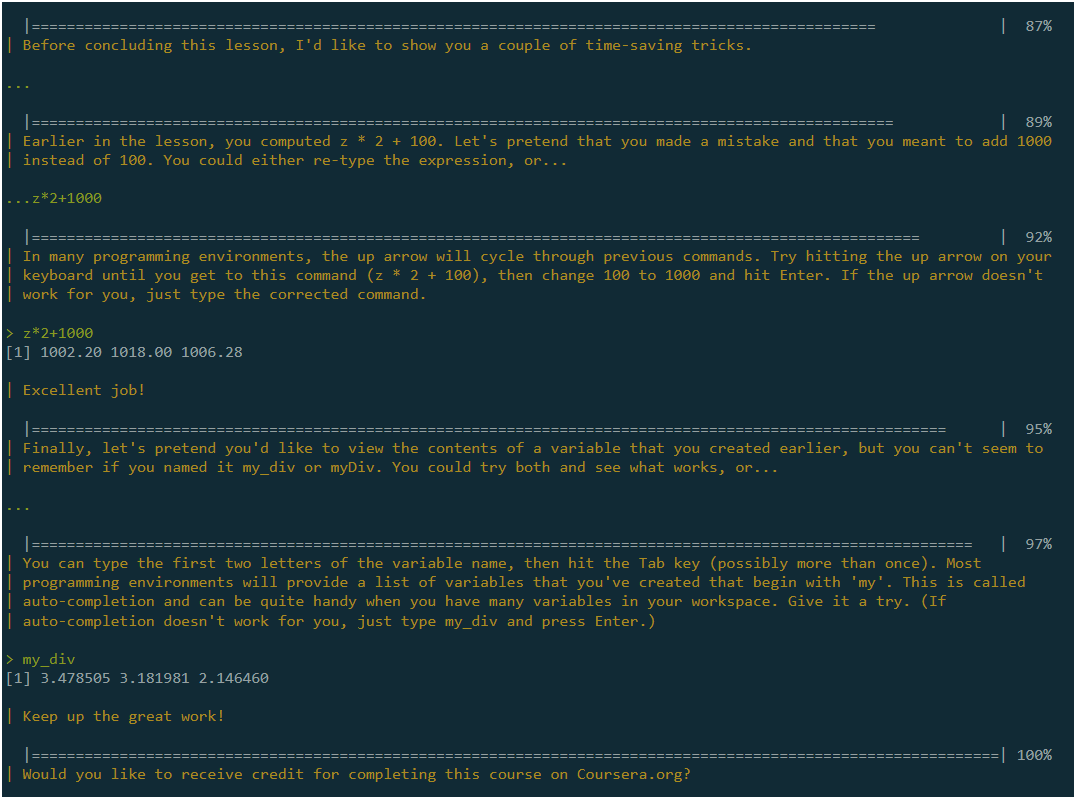 |================================================================================================                | 87%
| Before concluding this lesson, I'd like to show you a couple of time-saving tricks.
...
|==================================================================================================              | 89%
| Earlier in the lesson, you computed z * 2 + 100. Let's pretend that you made a mistake and that you meant to add 1000
| instead of 100. You could either re-type the expression, or...
...z*2+1000
|=====================================================================================================           | 92%
| In many programming environments, the up arrow will cycle through previous commands. Try hitting the up arrow on your
| keyboard until you get to this command (z * 2 + 100), then change 100 to 1000 and hit Enter. If the up arrow doesn't
| work for you, just type the corrected command.
> z*2+1000
[1] 1002.20 1018.00 1006.28
| Excellent job!
|========================================================================================================        | 95%
| Finally, let's pretend you'd like to view the contents of a variable that you created earlier, but you can't seem to
| remember if you named it my_div or myDiv. You could try both and see what works, or...
...
|===========================================================================================================     | 97%
| You can type the first two letters of the variable name, then hit the Tab key (possibly more than once). Most
| programming environments will provide a list of variables that you've created that begin with 'my'. This is called
| auto-completion and can be quite handy when you have many variables in your workspace. Give it a try. (If
| auto-completion doesn't work for you, just type my_div and press Enter.)
> my_div
[1] 3.478505 3.181981 2.146460
| Keep up the great work!
|==============================================================================================================| 100%
| Would you like to receive credit for completing this course on Coursera.org?